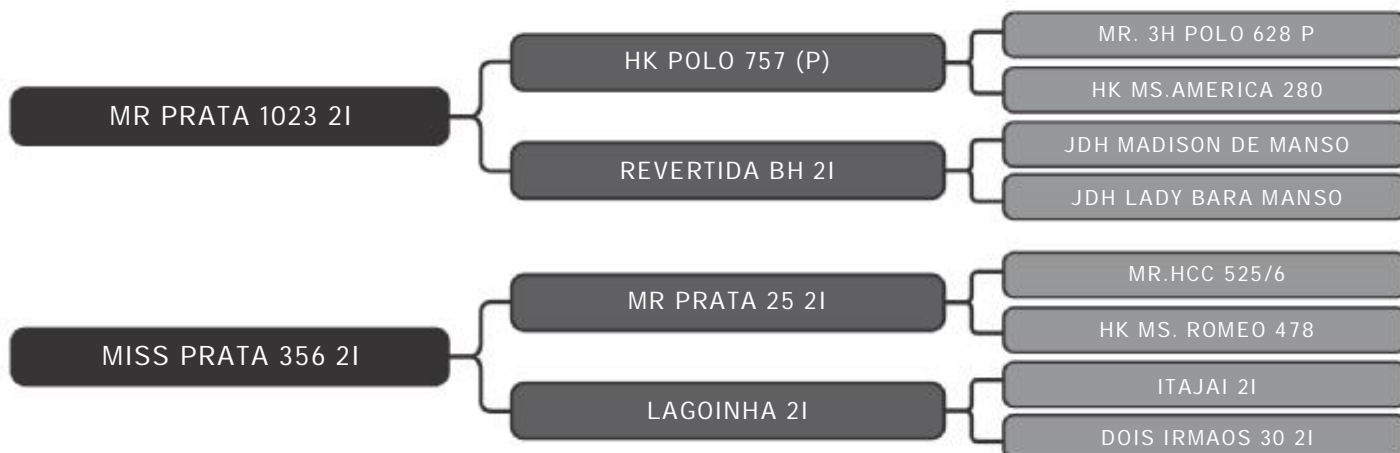 MR PRATA 1023 2I
HK POLO 757 (P)
MR. 3H POLO 628 P
HK MS.AMERICA 280
REVERTIDA BH 2I
JDH MADISON DE MANSO
JDH LADY BARA MANSO
MISS PRATA 356 2I
MR PRATA 25 2I
MR.HCC 525/6
HK MS. ROMEO 478
LAGOINHA 2I
ITAJAI 2I
DOIS IRMAOS 30 2I